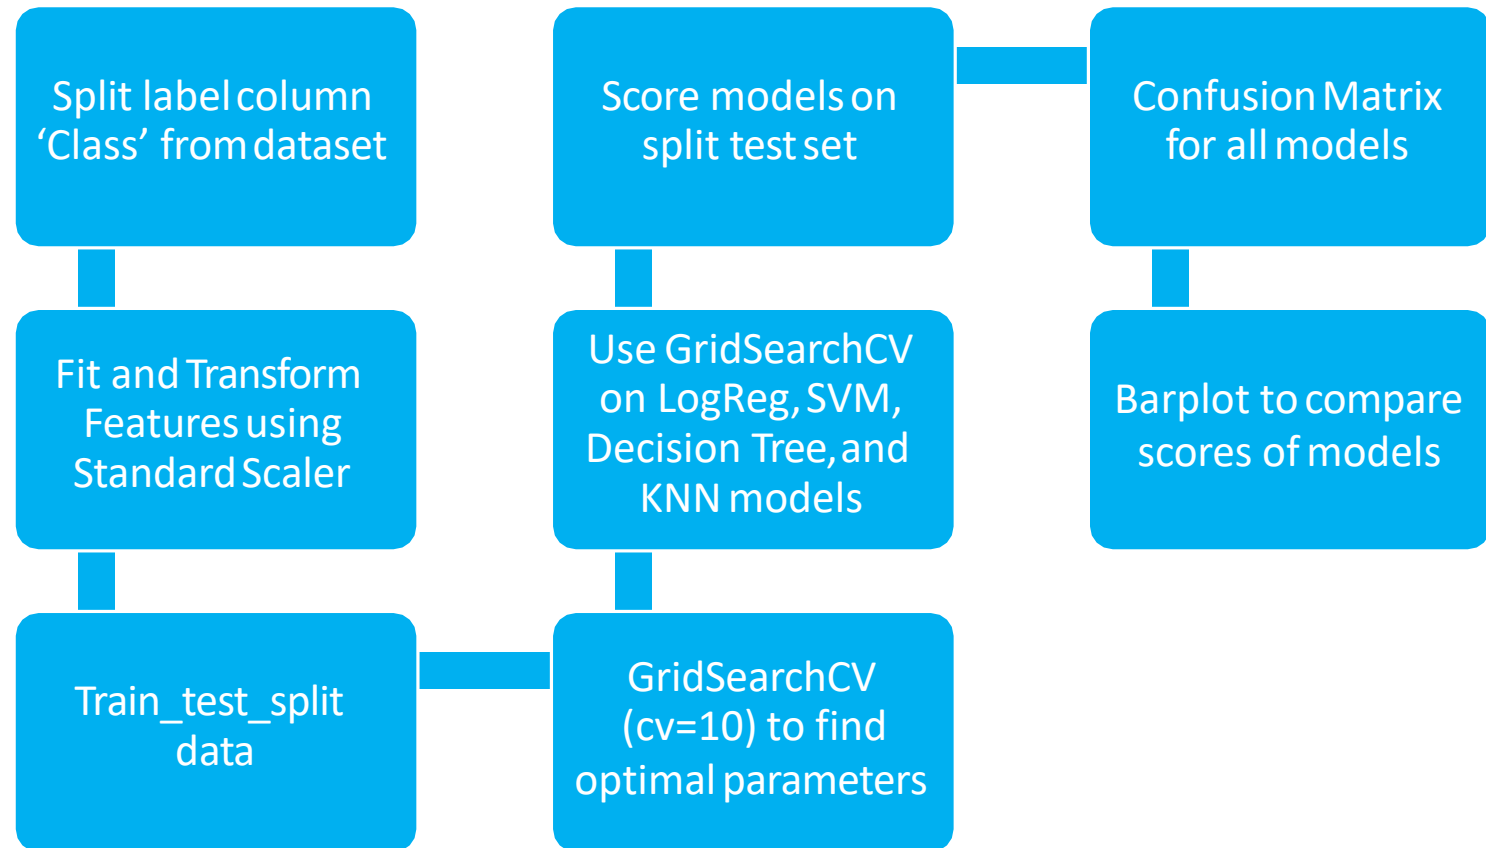 Split label column
‘Class’ from dataset
Fit and Transform
Features using
Standard Scaler
Train_test_split
data
GridSearchCV
(cv=10) to find
optimal parameters
Use GridSearchCV
on LogReg, SVM,
Decision Tree, and
KNN models
Score models on
split test set
Confusion Matrix
for all models
Barplot to compare
scores of models